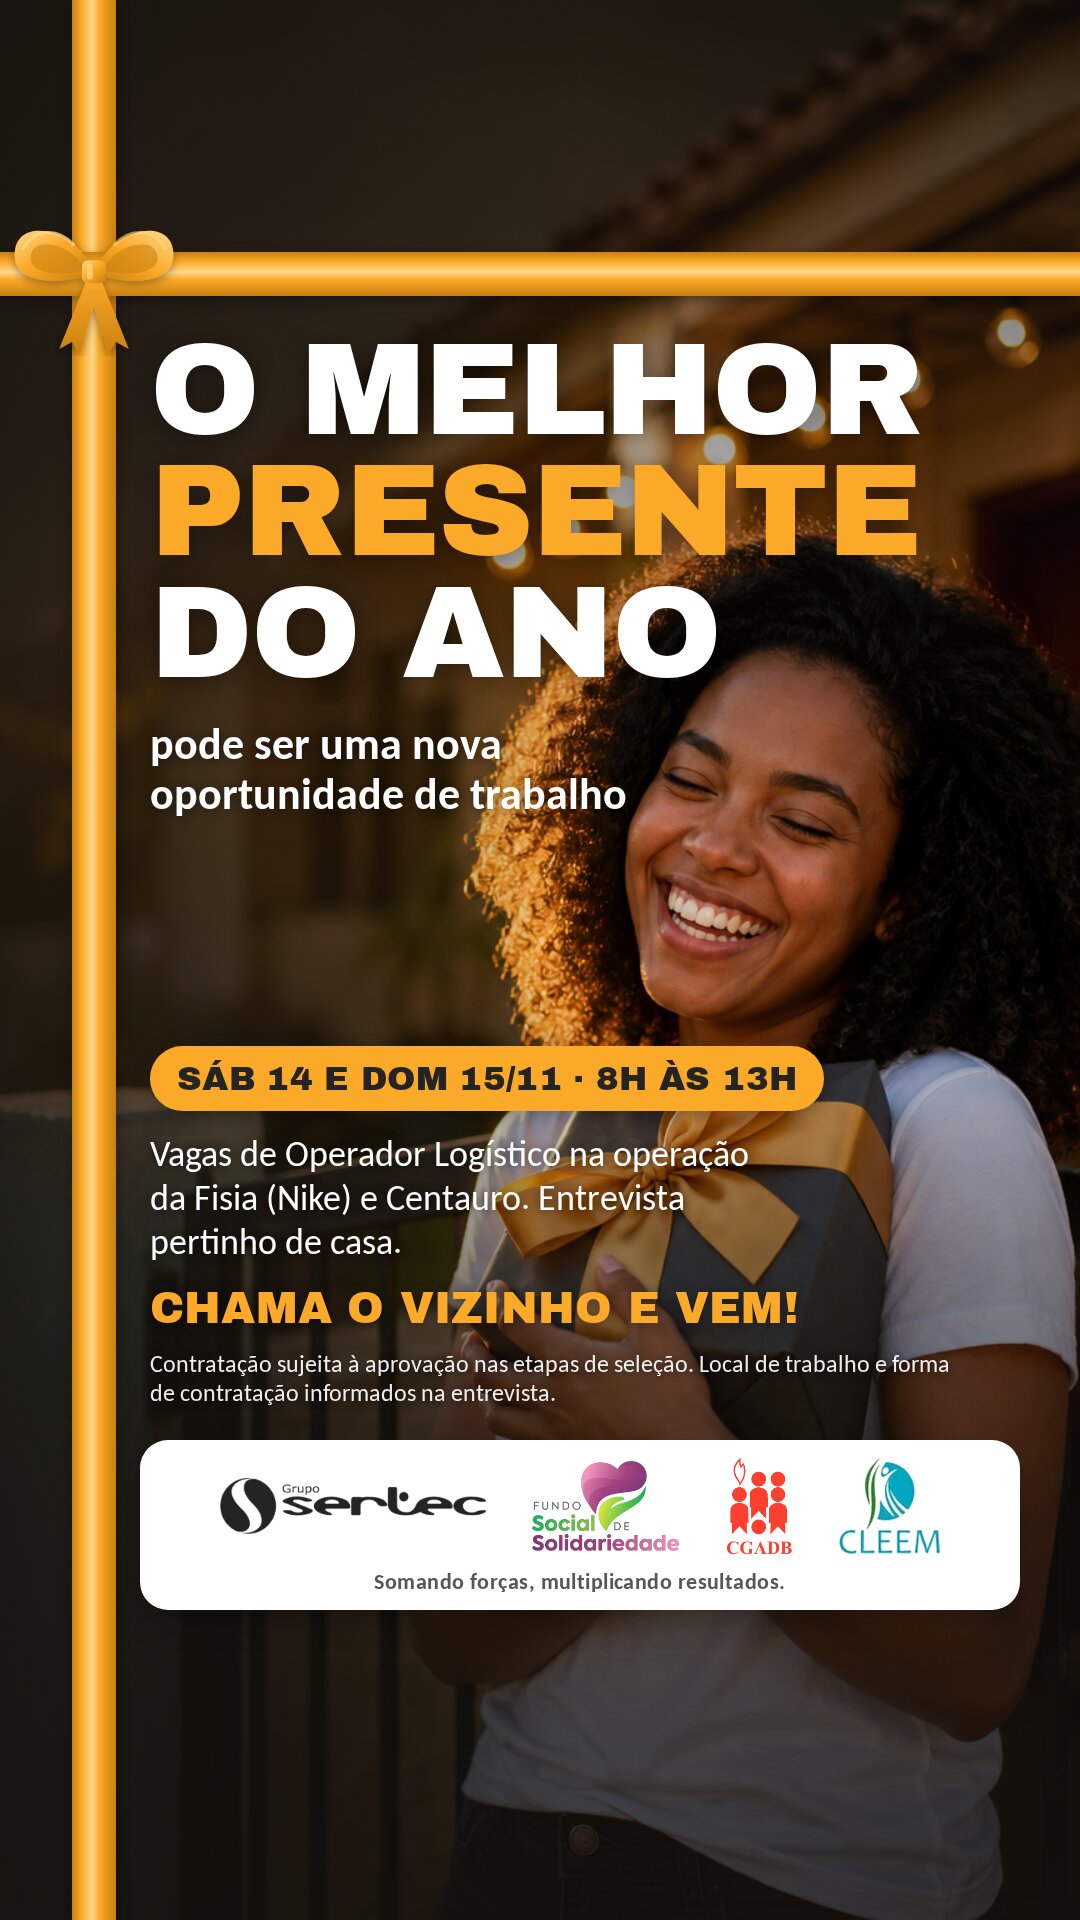 O MELHOR
PRESENTE
DO ANO
pode ser uma nova
oportunidade de trabalho
SÁB 14 E DOM 15/11 · 8H ÀS 13H
Vagas de Operador Logístico na operação
da Fisia (Nike) e Centauro. Entrevista
pertinho de casa.
CHAMA O VIZINHO E VEM!
Contratação sujeita à aprovação nas etapas de seleção. Local de trabalho e forma
de contratação informados na entrevista.
Grupo
sertec
FUNDO
Social DE
Solidariedade
CGADB
CLEEM
Somando forças, multiplicando resultados.